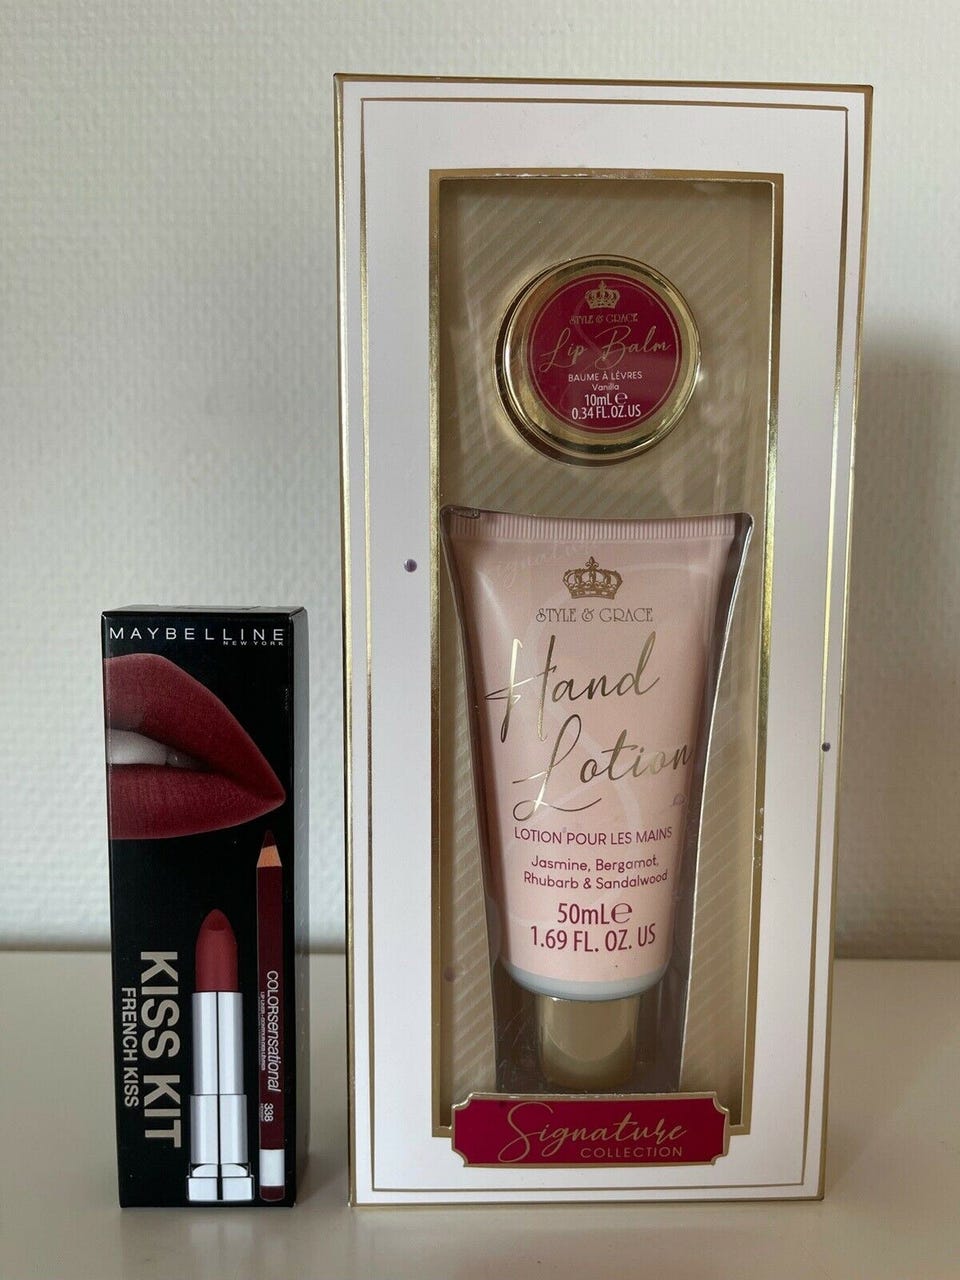 MAYBELLINE
NEW YORK
KISS KIT
FRENCH KISS
COLORsensational
338
STYLE & GRACE
Lip Balm
BAUME À LÈVRES
Vanilla
10mL e
0.34 FL.OZ.US
STYLE & GRACE
Hand
Lotion
LOTION POUR LES MAINS
Jasmine, Bergamot,
Rhubarb & Sandalwood
50mL e
1.69 FL. OZ. US
Signature
COLLECTION